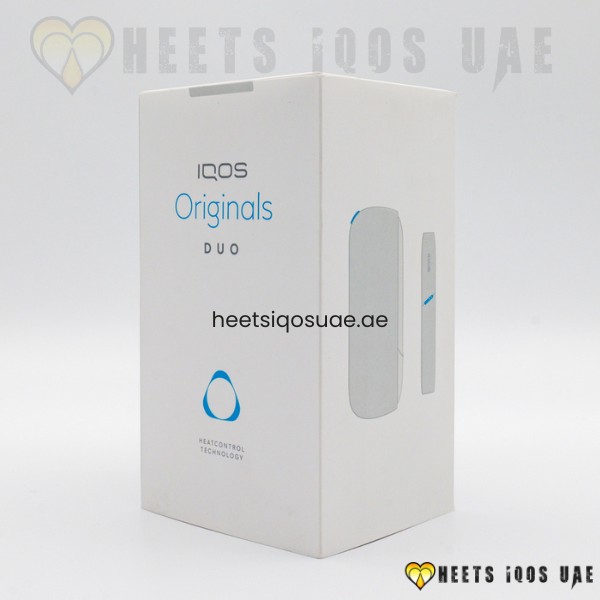 HEETS iQOS UAE
IQOS
Originals
DUO
heetsiqosuae.ae
HEATCONTROL
TECHNOLOGY
HEETS iQOS UAE